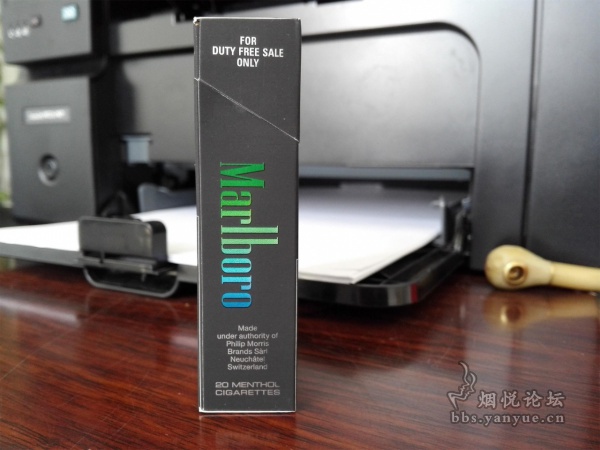 FOR
DUTY FREE SALE
ONLY
Marlboro
Made
under authority of
Philip Morris
Brands Sàrl
Neuchâtel
Switzerland
20 MENTHOL
CIGARETTES
烟悦论坛
bbs.yanyue.cn